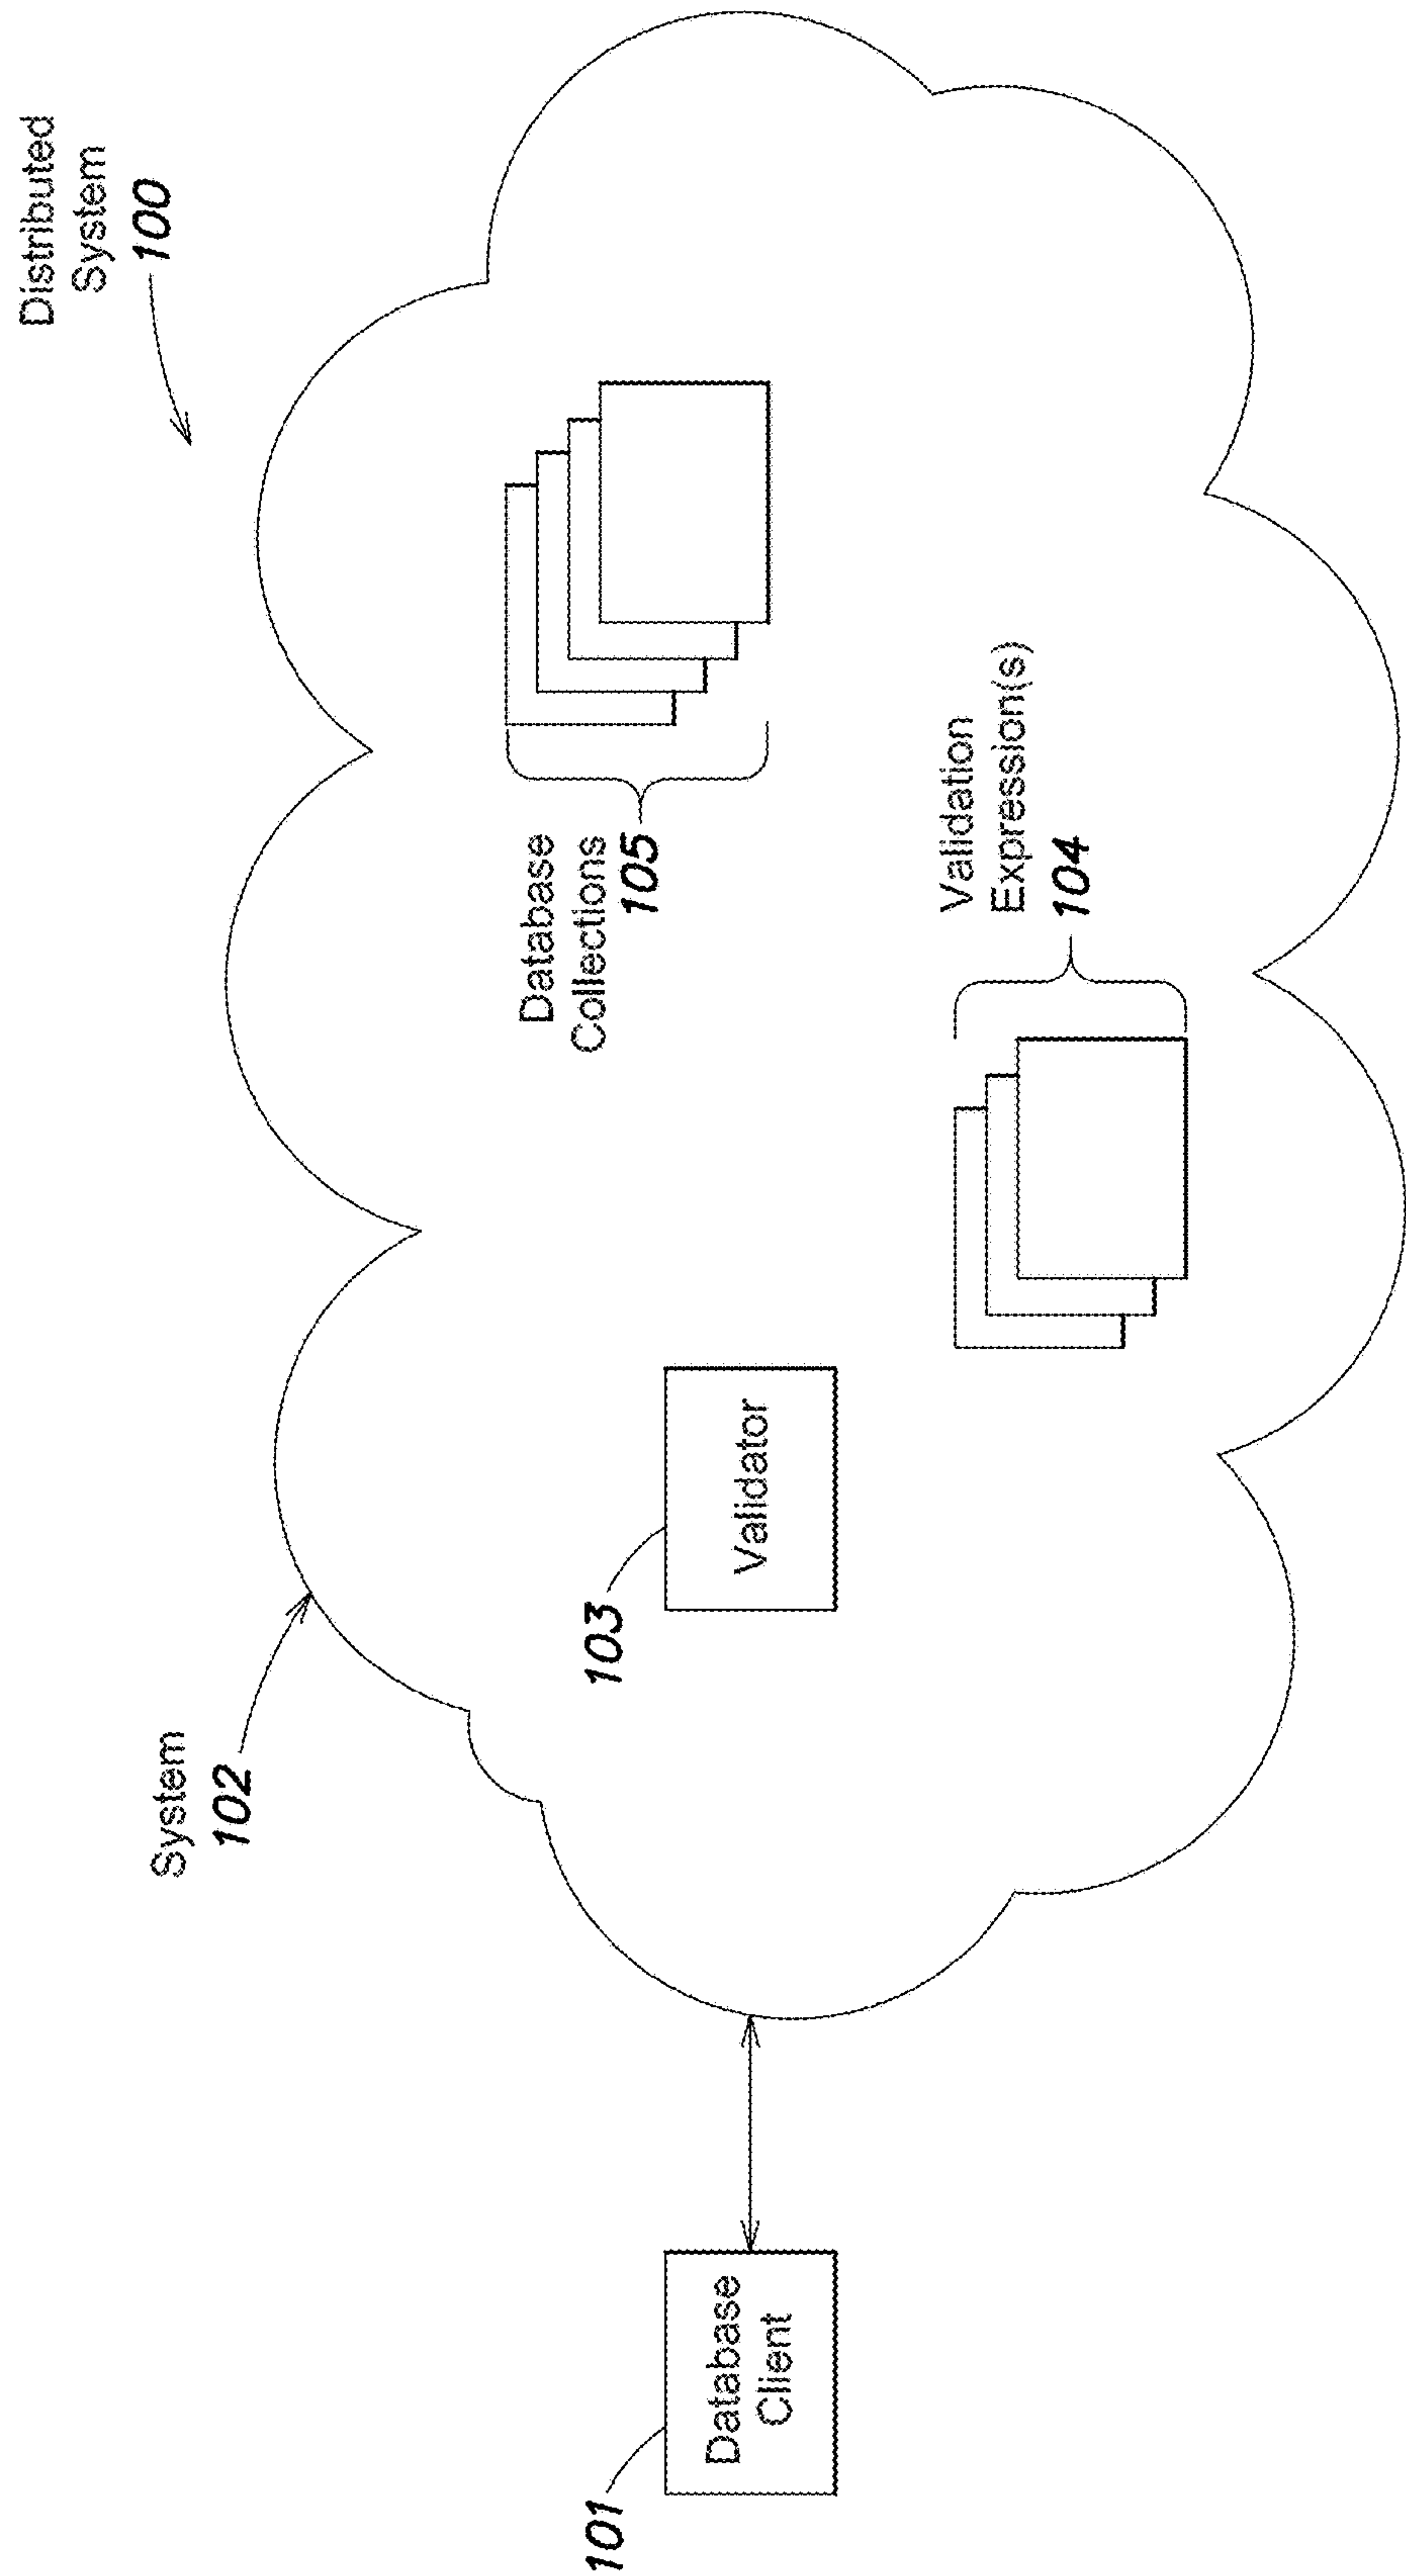 Distributed
System
100
System
102
Database
Collections
105
103
Validator
Validation
Expression(s)
104
101
Database
Client